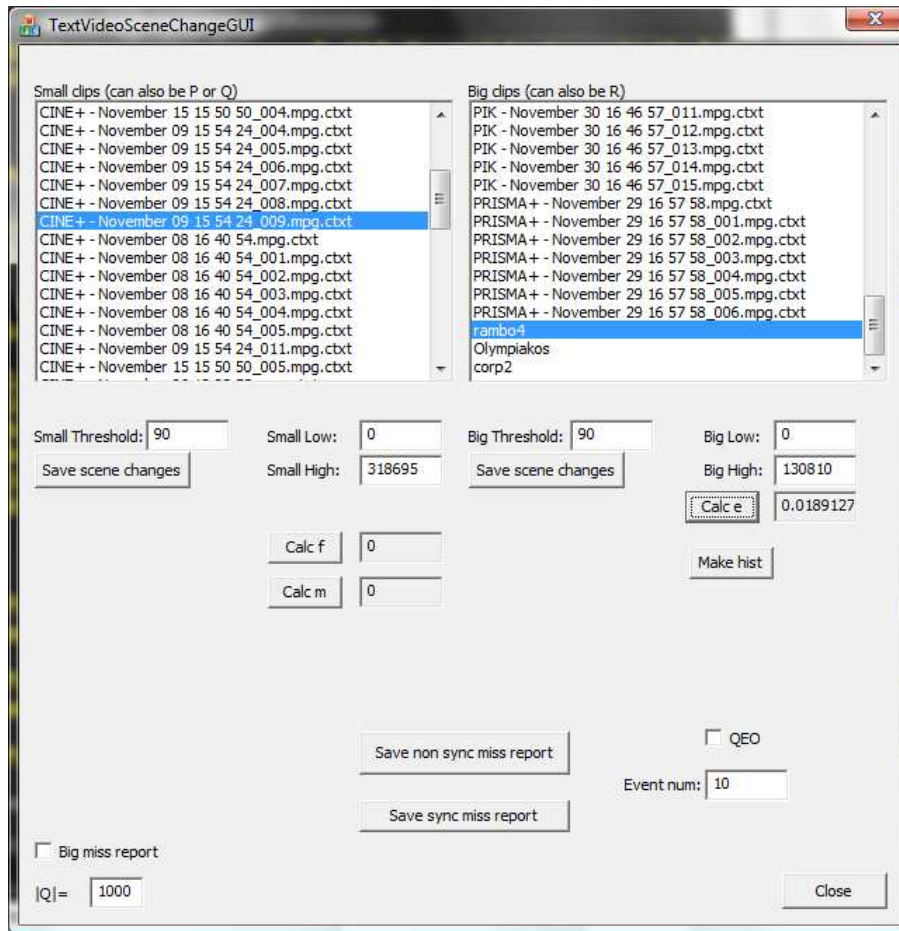 TextVideoSceneChangeGUI
Small clips (can also be P or Q)
CINE+ - November 15 15 50 50_004.mpg.ctxt
CINE+ - November 09 15 54 24_004.mpg.ctxt
CINE+ - November 09 15 54 24_005.mpg.ctxt
CINE+ - November 09 15 54 24_006.mpg.ctxt
CINE+ - November 09 15 54 24_007.mpg.ctxt
CINE+ - November 09 15 54 24_008.mpg.ctxt
CINE+ - November 09 15 54 24_009.mpg.ctxt
CINE+ - November 08 16 40 54.mpg.ctxt
CINE+ - November 08 16 40 54_001.mpg.ctxt
CINE+ - November 08 16 40 54_002.mpg.ctxt
CINE+ - November 08 16 40 54_003.mpg.ctxt
CINE+ - November 08 16 40 54_004.mpg.ctxt
CINE+ - November 08 16 40 54_005.mpg.ctxt
CINE+ - November 09 15 54 24_011.mpg.ctxt
CINE+ - November 15 15 50 50_005.mpg.ctxt
Big clips (can also be R)
PIK - November 30 16 46 57_011.mpg.ctxt
PIK - November 30 16 46 57_012.mpg.ctxt
PIK - November 30 16 46 57_013.mpg.ctxt
PIK - November 30 16 46 57_014.mpg.ctxt
PIK - November 30 16 46 57_015.mpg.ctxt
PRISMA+ - November 29 16 57 58.mpg.ctxt
PRISMA+ - November 29 16 57 58_001.mpg.ctxt
PRISMA+ - November 29 16 57 58_002.mpg.ctxt
PRISMA+ - November 29 16 57 58_003.mpg.ctxt
PRISMA+ - November 29 16 57 58_004.mpg.ctxt
PRISMA+ - November 29 16 57 58_005.mpg.ctxt
PRISMA+ - November 29 16 57 58_006.mpg.ctxt
rambo4
Olympiakos
corp2
Small Threshold: 90 Small Low: 0 Big Threshold: 90 Big Low: 0
Save scene changes Small High: 318695 Save scene changes Big High: 130810
Calc e 0.0189127
Calc f 0
Make hist
Calc m 0
QEO
Save non sync miss report
Event num: 10
Save sync miss report
Big miss report
|Q|= 1000
Close